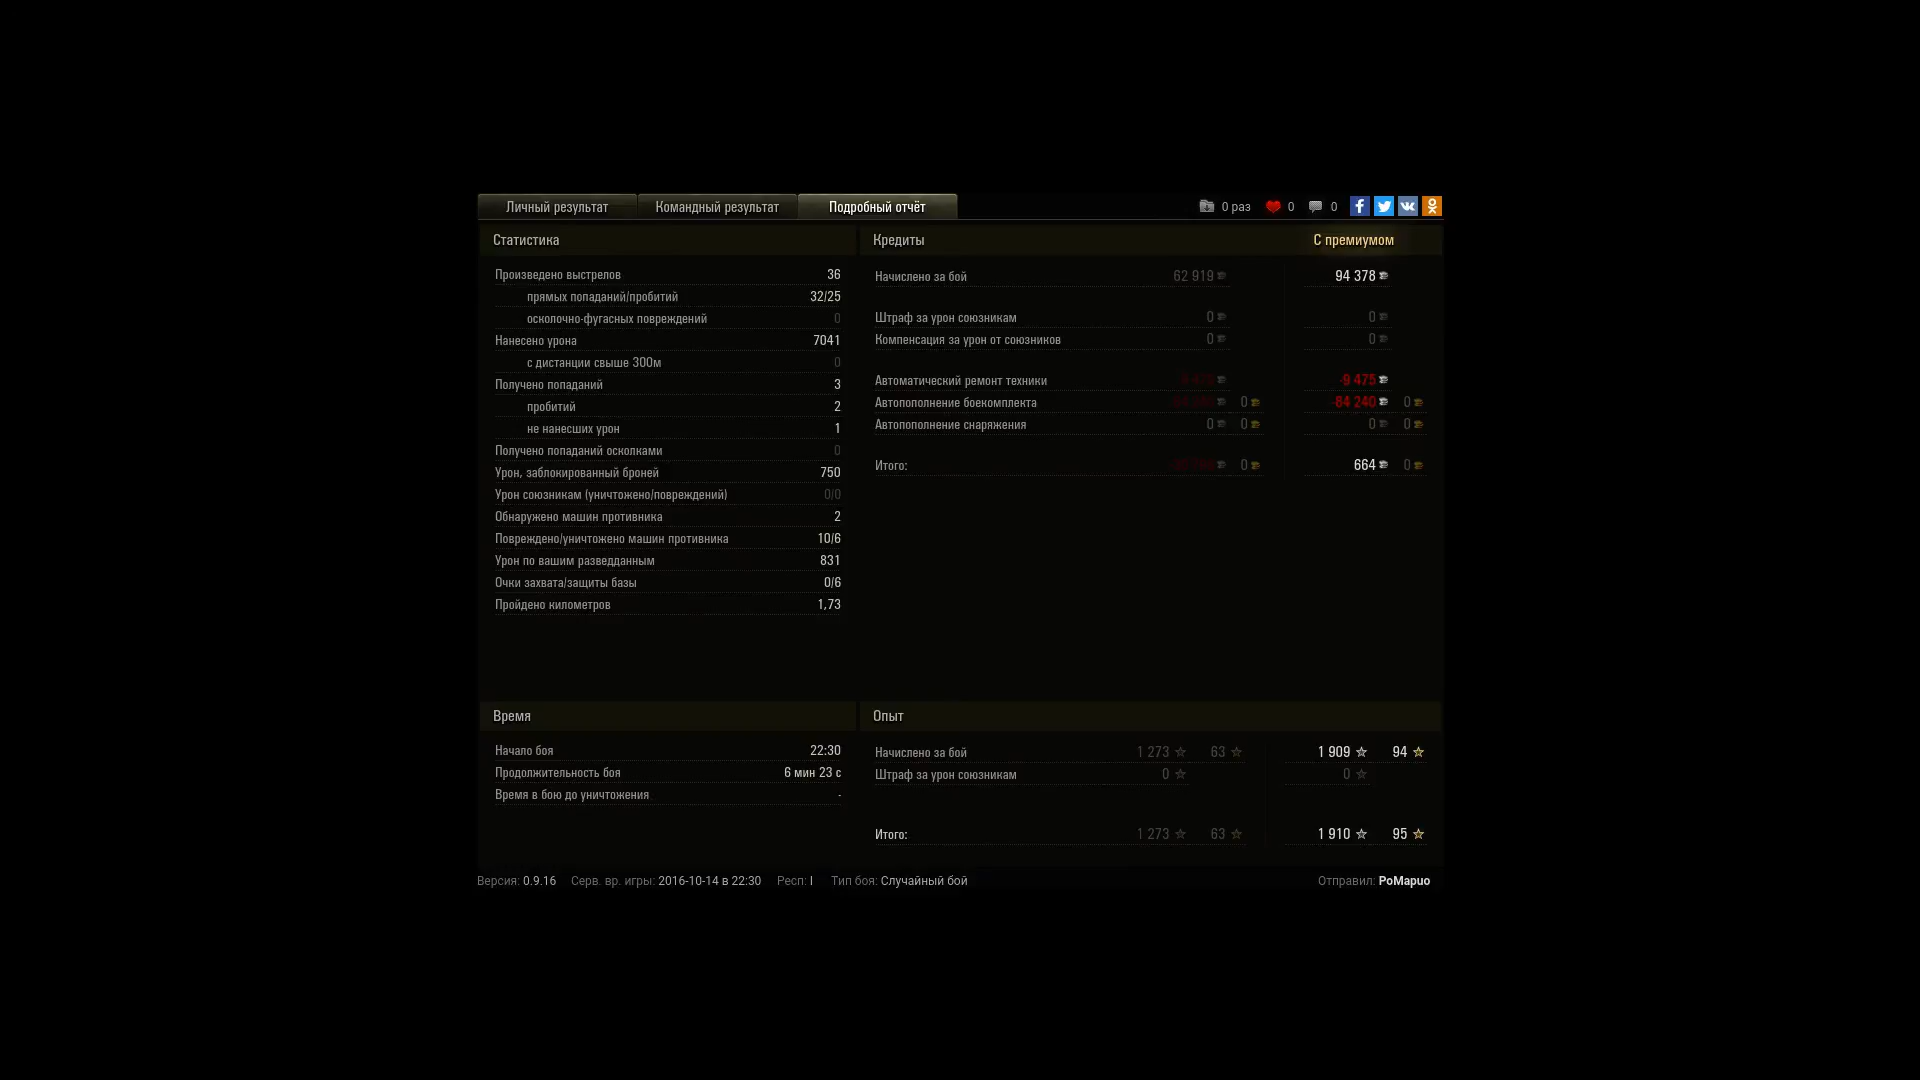 Личный результат Командный результат Подробный отчёт 0 раз 0 0
Статистика
Произведено выстрелов 36
прямых попаданий/пробитий 32/25
осколочно-фугасных повреждений 0
Нанесено урона 7041
с дистанции свыше 300м 0
Получено попаданий 3
пробитий 2
не нанесших урон 1
Получено попаданий осколками 0
Урон, заблокированный броней 750
Урон союзникам (уничтожено/повреждений) 0/0
Обнаружено машин противника 2
Повреждено/уничтожено машин противника 10/6
Урон по вашим разведданным 831
Очки захвата/защиты базы 0/6
Пройдено километров 1,73
Кредиты С премиумом
Начислено за бой 62 919 94 378
Штраф за урон союзникам 0 0
Компенсация за урон от союзников 0 0
Автоматический ремонт техники -9 475
Автопополнение боекомплекта 0 -84 240 0
Автопополнение снаряжения 0 0 0 0
Итого: 0 664 0
Время
Начало боя 22:30
Продолжительность боя 6 мин 23 с
Время в бою до уничтожения -
Опыт
Начислено за бой 1 273 63 1 909 94
Штраф за урон союзникам 0 0
Итого: 1 273 63 1 910 95
Версия: 0.9.16 Серв. вр. игры: 2016-10-14 в 22:30 Респ: I Тип боя: Случайный бой Отправил: PoMapuo